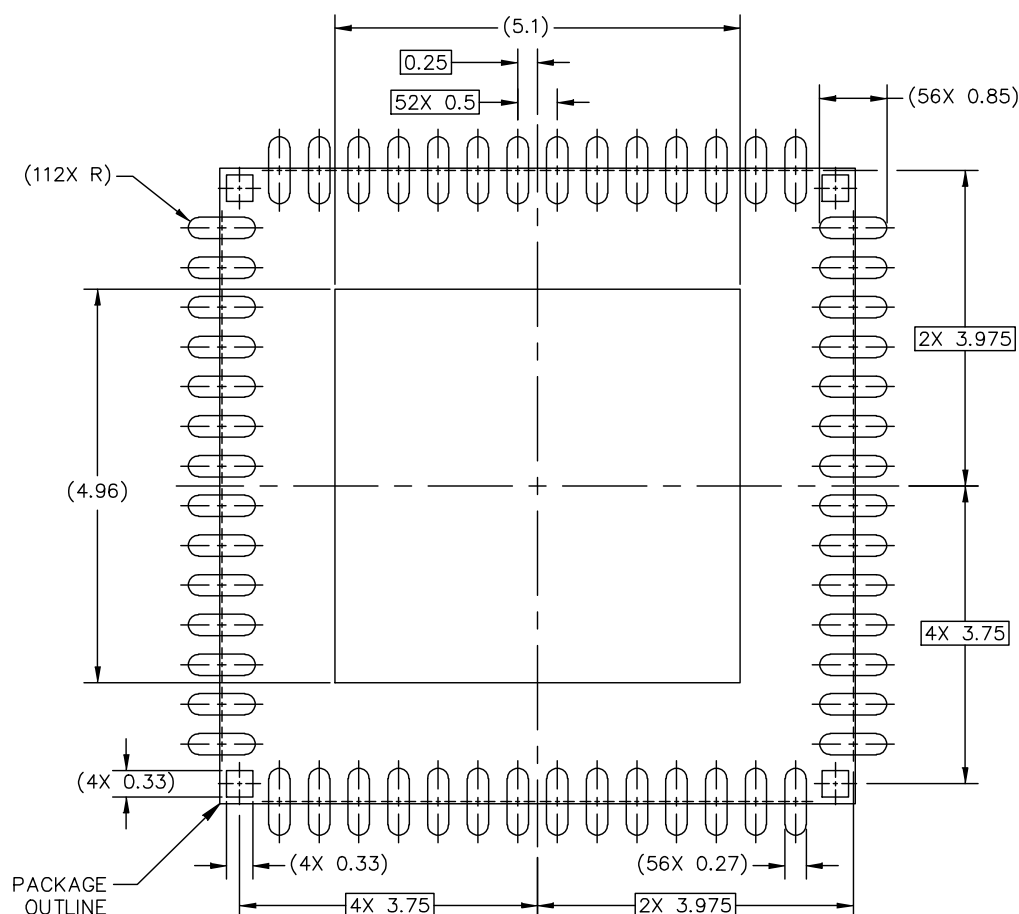 (5.1)
0.25
52X 0.5
(56X 0.85)
(112X R)
2X 3.975
(4.96)
4X 3.75
(4X 0.33)
(4X 0.33)
(56X 0.27)
PACKAGE
OUTLINE
4X 3.75
2X 3.975